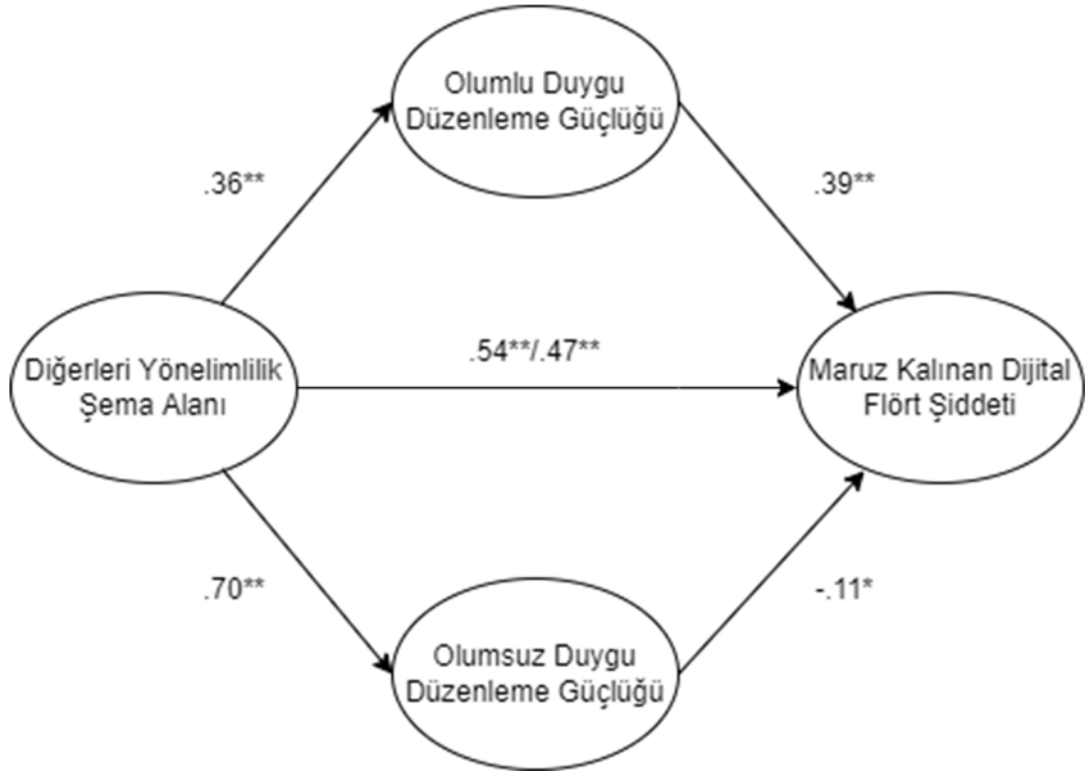 Olumlu Duygu
Düzenleme Güçlüğü
.36**
.39**
.54**/.47**
Diğerleri Yönelimlilik
Şema Alanı
Maruz Kalınan Dijital
Flört Şiddeti
.70**
-.11*
Olumsuz Duygu
Düzenleme Güçlüğü